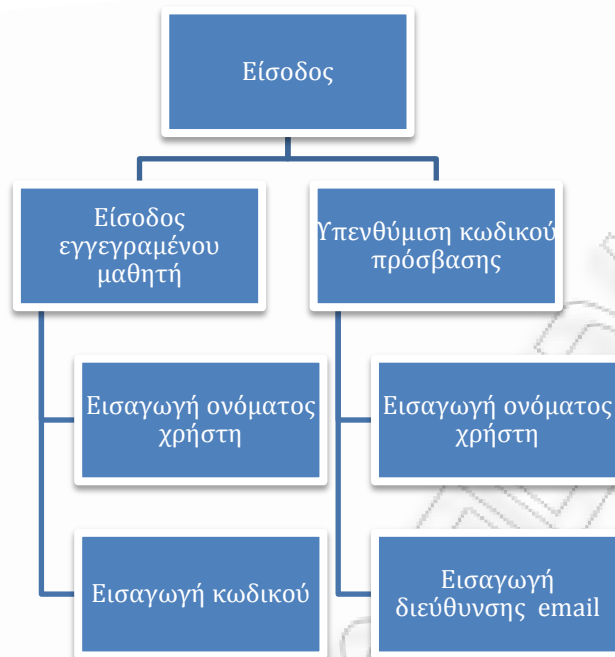 Είσοδος
Είσοδος
εγγεγραμένου
μαθητή
Υπενθύμιση κωδικού
πρόσβασης
Εισαγωγή ονόματος
χρήστη
Εισαγωγή κωδικού
Εισαγωγή ονόματος
χρήστη
Εισαγωγή
διεύθυνσης email